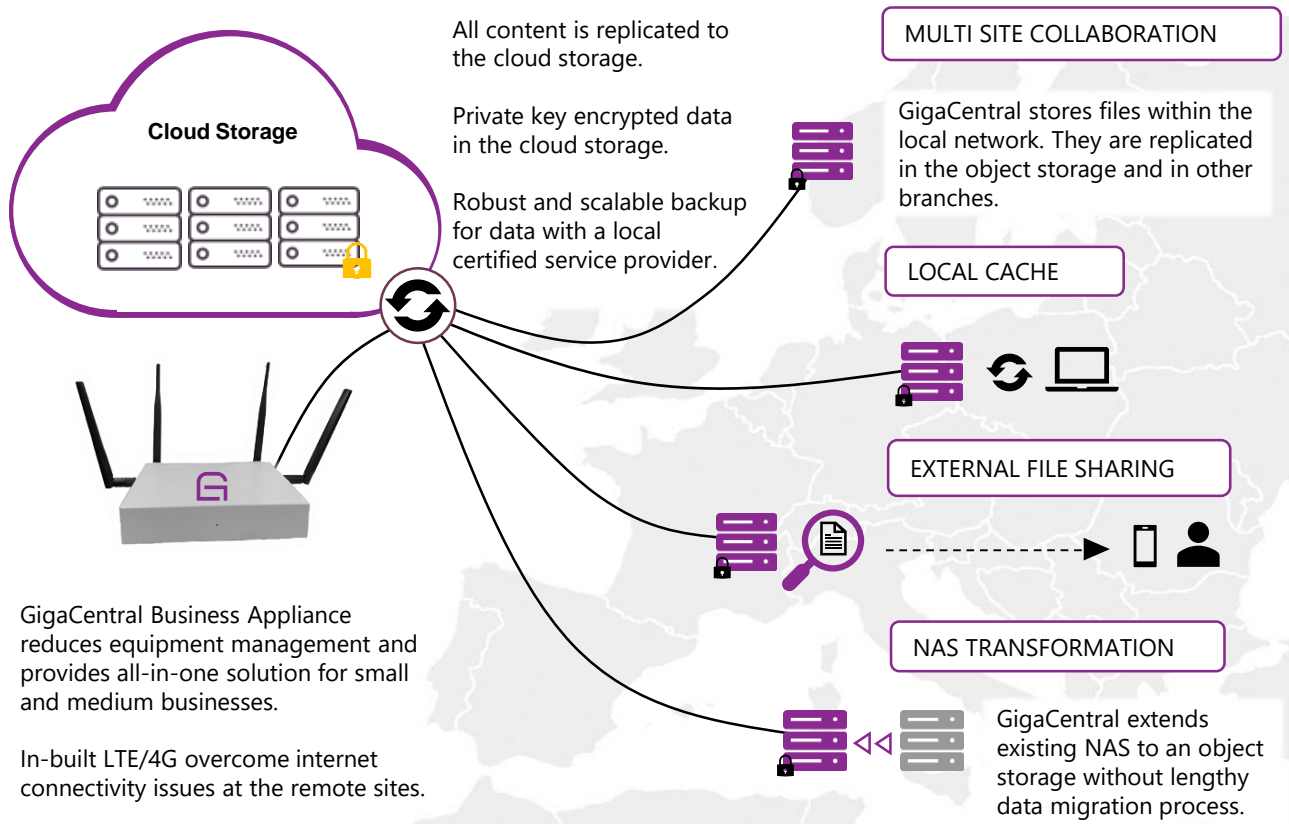 Cloud Storage
All content is replicated to
the cloud storage.
Private key encrypted data
in the cloud storage.
Robust and scalable backup
for data with a local
certified service provider.
MULTI SITE COLLABORATION
GigaCentral stores files within the
local network. They are replicated
in the object storage and in other
branches.
LOCAL CACHE
EXTERNAL FILE SHARING
NAS TRANSFORMATION
GigaCentral extends
existing NAS to an object
storage without lengthy
data migration process.
GigaCentral Business Appliance
reduces equipment management and
provides all-in-one solution for small
and medium businesses.
In-built LTE/4G overcome internet
connectivity issues at the remote sites.